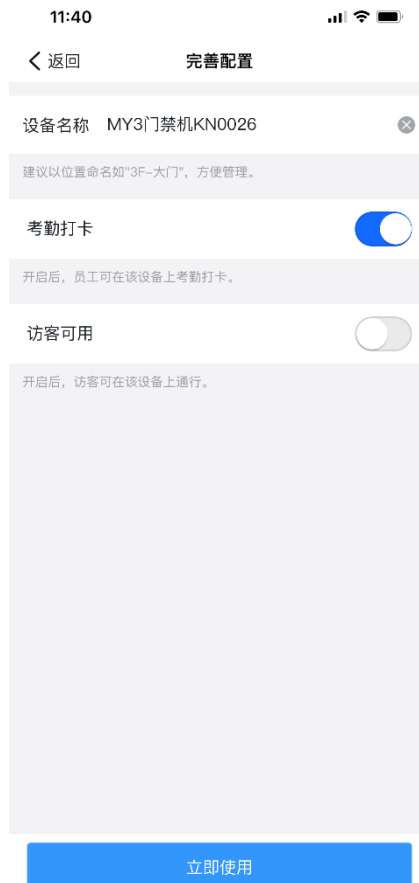 11:40
返回 完善配置
设备名称 MY3门禁机KN0026
建议以位置命名如"3F-大门"，方便管理。
考勤打卡
开启后，员工可在该设备上考勤打卡。
访客可用
开启后，访客可在该设备上通行。
立即使用